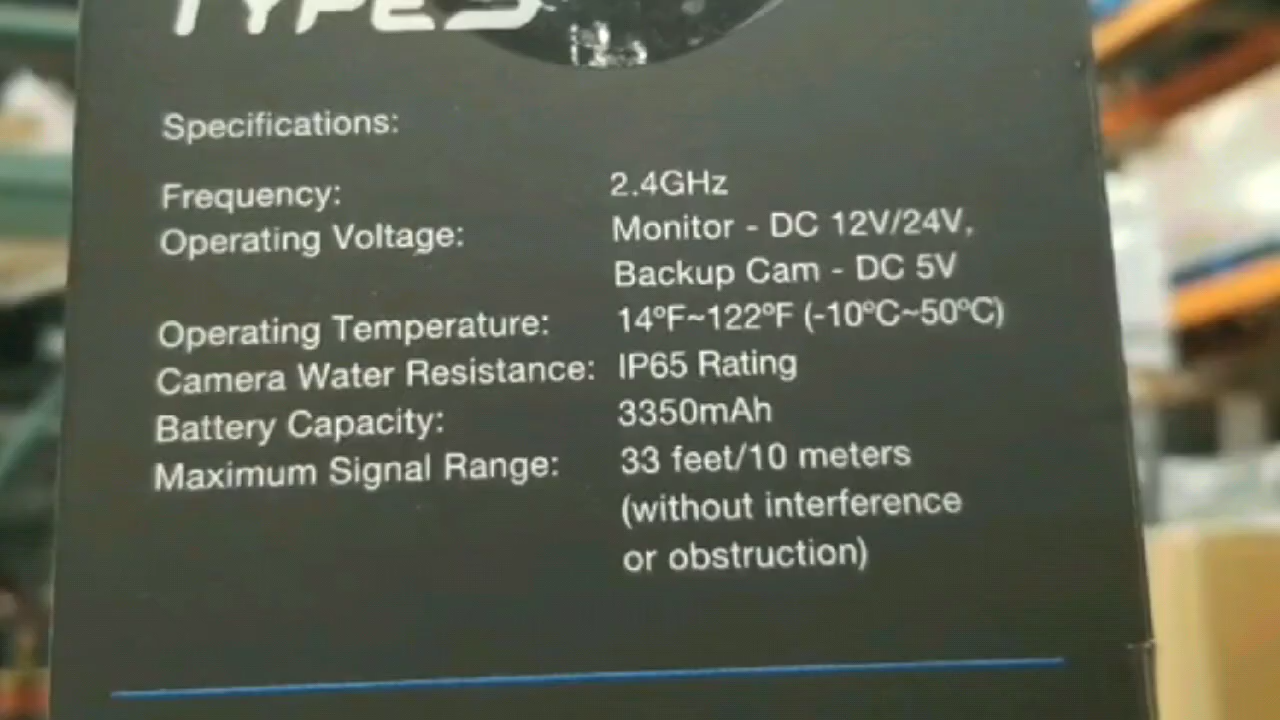 TYPE S
Specifications:
Frequency: 2.4GHz
Operating Voltage: Monitor - DC 12V/24V,
Backup Cam - DC 5V
Operating Temperature: 14ºF~122ºF (-10ºC~50ºC)
Camera Water Resistance: IP65 Rating
Battery Capacity: 3350mAh
Maximum Signal Range: 33 feet/10 meters
(without interference
or obstruction)